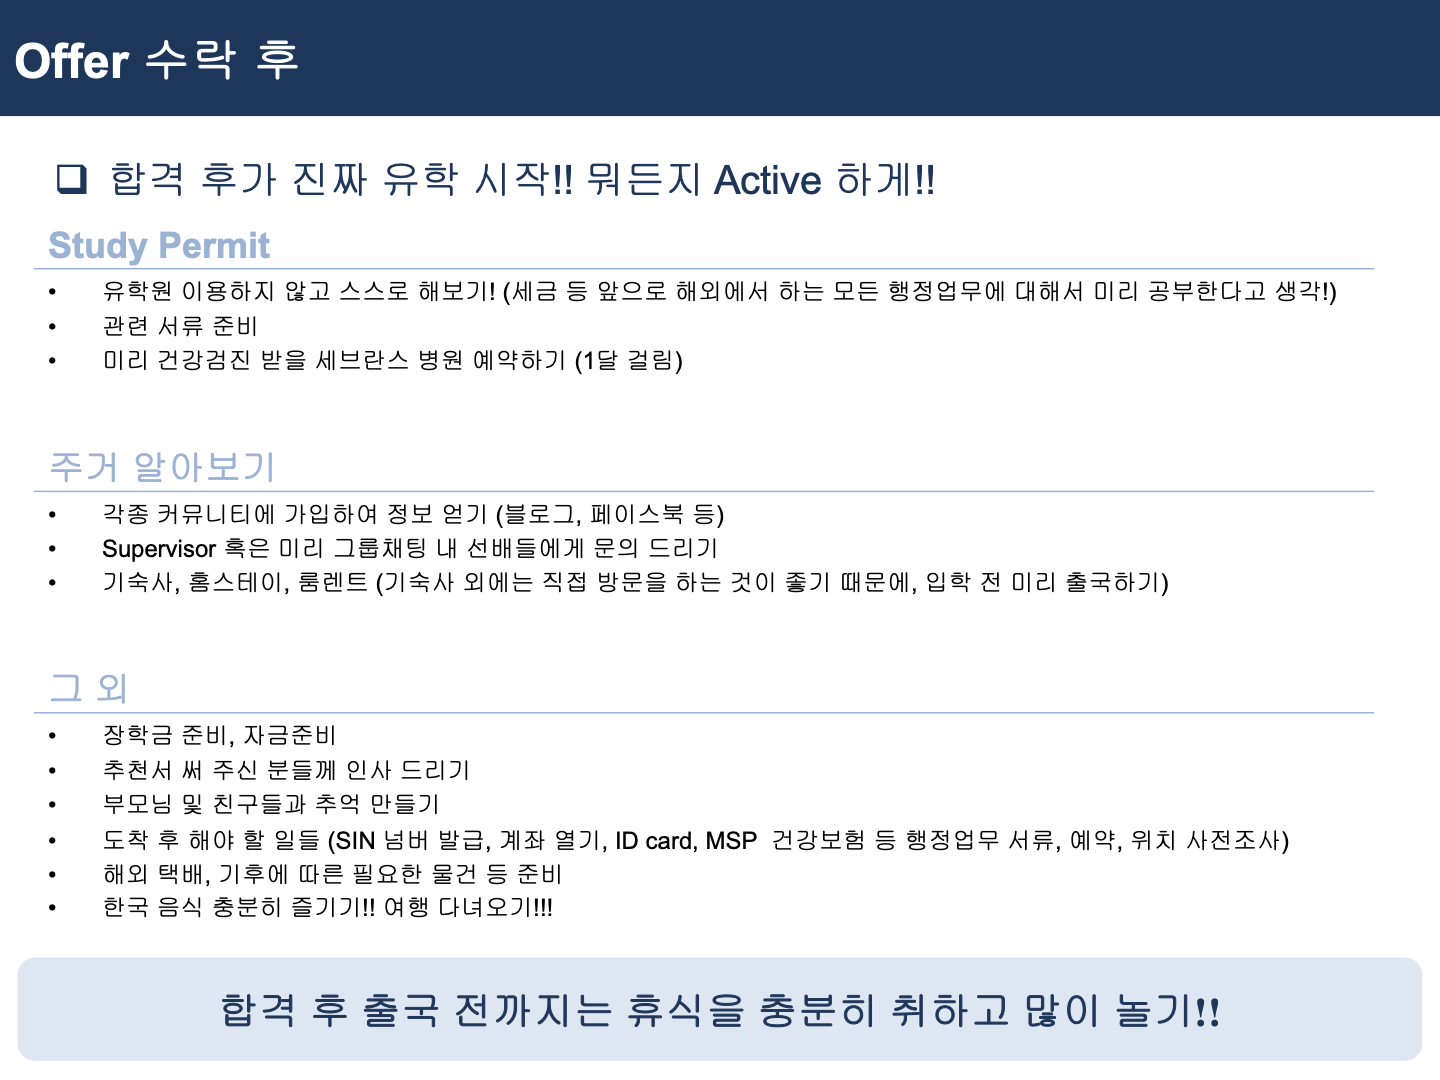 Offer 수락 후
❑ 합격 후가 진짜 유학 시작!! 뭐든지 Active 하게!!
Study Permit
• 유학원 이용하지 않고 스스로 해보기! (세금 등 앞으로 해외에서 하는 모든 행정업무에 대해서 미리 공부한다고 생각!)
• 관련 서류 준비
• 미리 건강검진 받을 세브란스 병원 예약하기 (1달 걸림)
주거 알아보기
• 각종 커뮤니티에 가입하여 정보 얻기 (블로그, 페이스북 등)
• Supervisor 혹은 미리 그룹채팅 내 선배들에게 문의 드리기
• 기숙사, 홈스테이, 룸렌트 (기숙사 외에는 직접 방문을 하는 것이 좋기 때문에, 입학 전 미리 출국하기)
그 외
• 장학금 준비, 자금준비
• 추천서 써 주신 분들께 인사 드리기
• 부모님 및 친구들과 추억 만들기
• 도착 후 해야 할 일들 (SIN 넘버 발급, 계좌 열기, ID card, MSP 건강보험 등 행정업무 서류, 예약, 위치 사전조사)
• 해외 택배, 기후에 따른 필요한 물건 등 준비
• 한국 음식 충분히 즐기기!! 여행 다녀오기!!!
합격 후 출국 전까지는 휴식을 충분히 취하고 많이 놀기!!